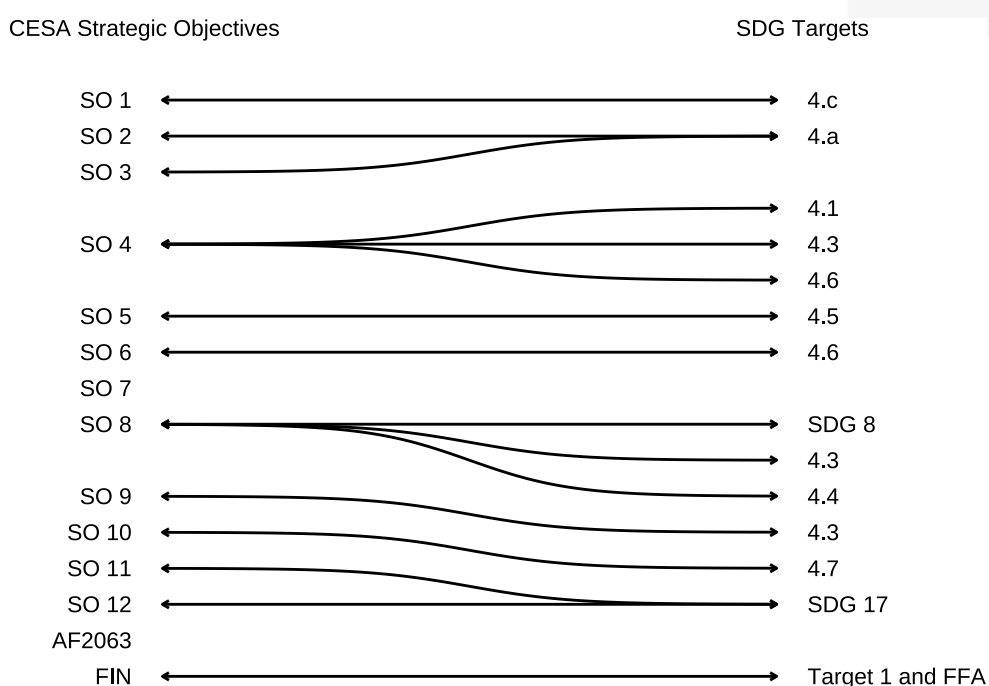 CESA Strategic Objectives SDG Targets
SO 1 4.c
SO 2 4.a
SO 3
4.1
SO 4 4.3
4.6
SO 5 4.5
SO 6 4.6
SO 7
SO 8 SDG 8
4.3
SO 9 4.4
SO 10 4.3
SO 11 4.7
SO 12 SDG 17
AF2063
FIN Target 1 and FFA